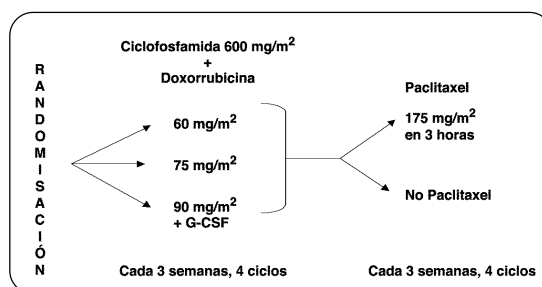 RANDOMISACIÓN
Ciclofosfamida 600 mg/m²
+
Doxorrubicina
60 mg/m²
75 mg/m²
90 mg/m²
+ G-CSF
Cada 3 semanas, 4 ciclos
Paclitaxel
175 mg/m²
en 3 horas
No Paclitaxel
Cada 3 semanas, 4 ciclos